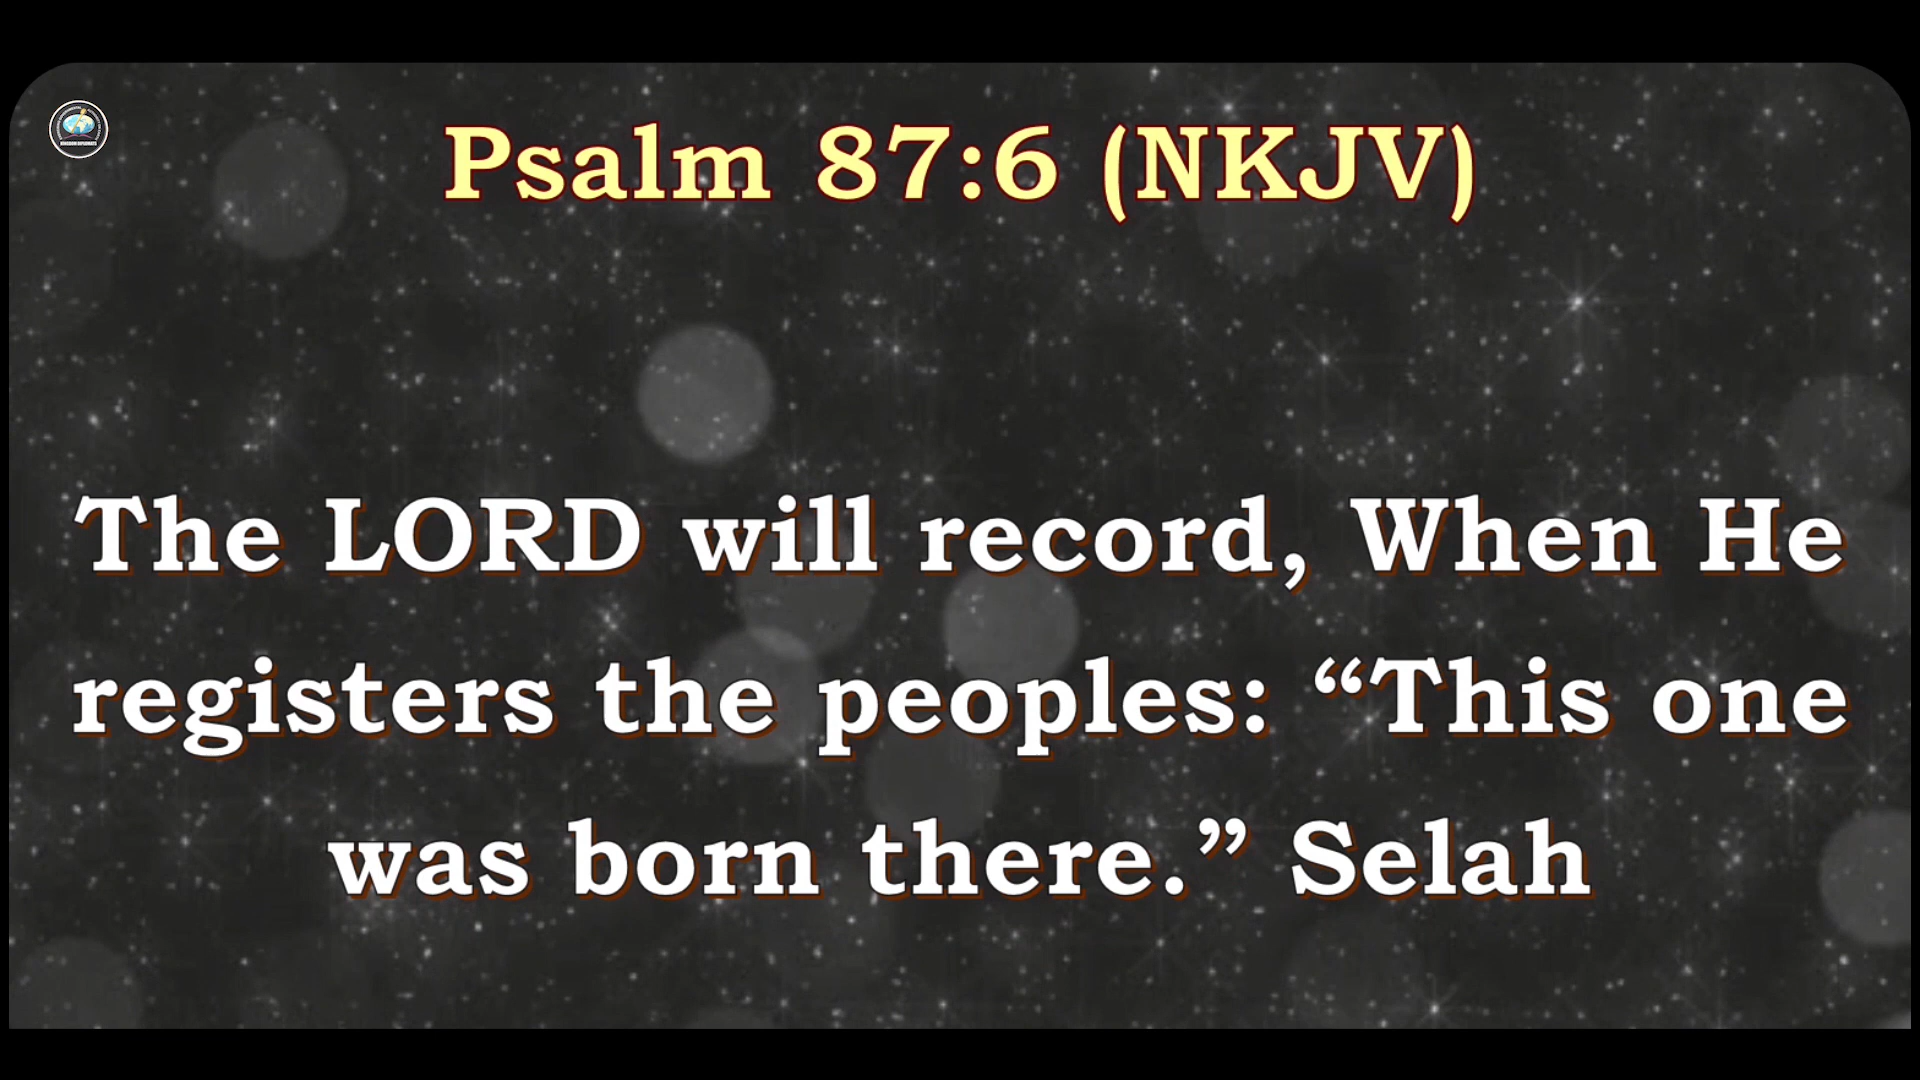 Psalm 87:6 (NKJV)
The LORD will record, When He
registers the peoples: “This one
was born there.” Selah